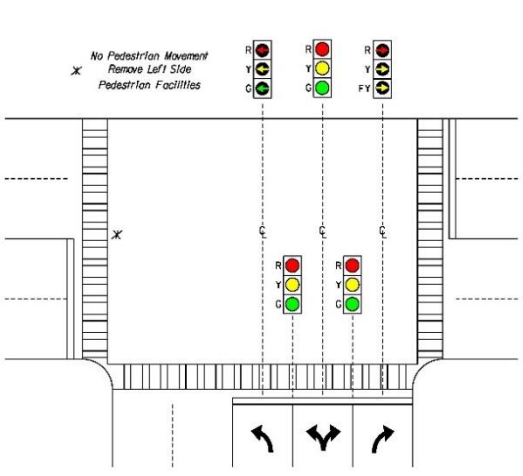 No Pedestrian Movement
Remove Left Side
Pedestrian Facilities
R
Y
G
R
Y
G
R
Y
FY
℄
℄
℄
R
Y
G
R
Y
G